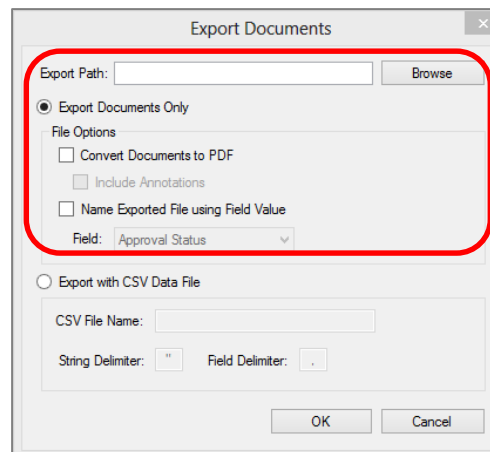 Export Documents
Export Path: Browse
Export Documents Only
File Options
Convert Documents to PDF
Include Annotations
Name Exported File using Field Value
Field: Approval Status
Export with CSV Data File
CSV File Name:
String Delimiter: " Field Delimiter: .
OK Cancel